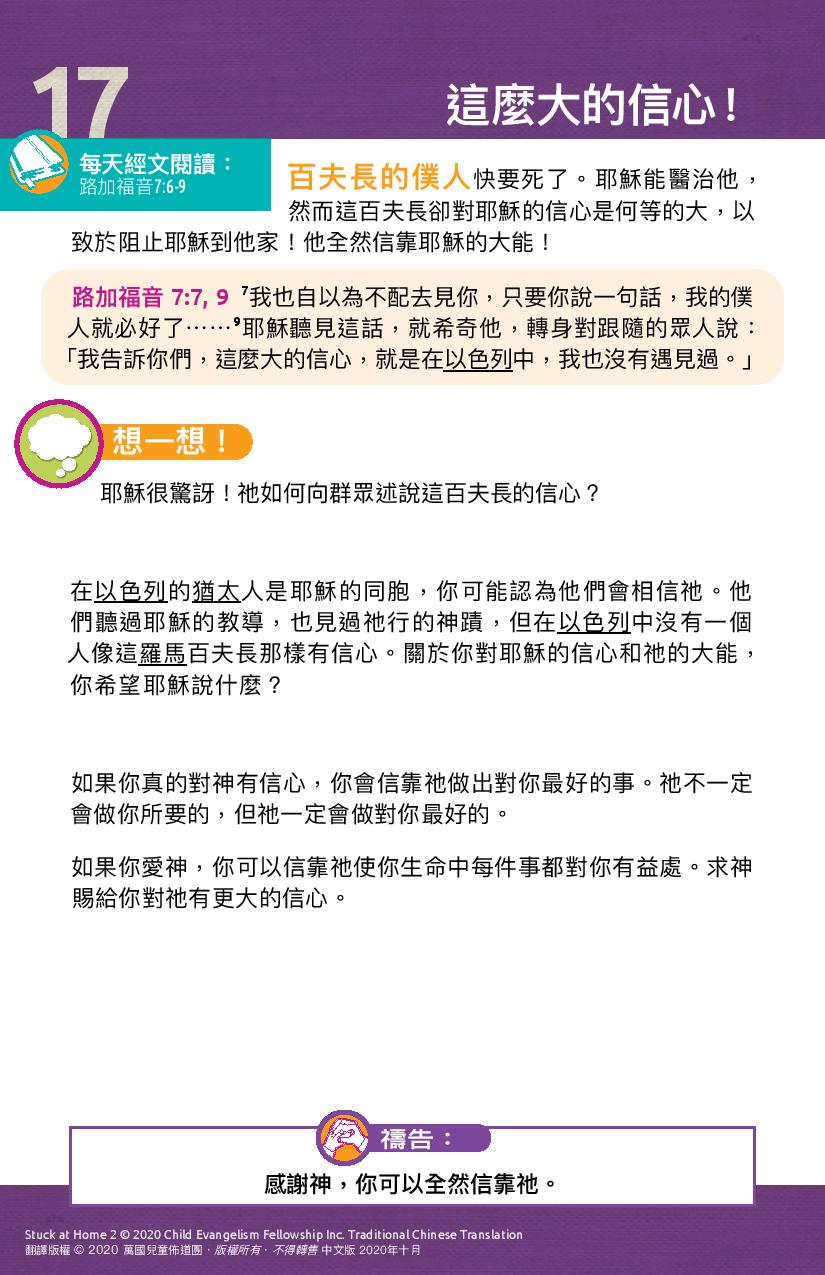 17
這麼大的信心！
每天經文閱讀：
路加福音7:6-9
百夫長的僕人快要死了。耶穌能醫治他，
然而這百夫長卻對耶穌的信心是何等的大，以
致於阻止耶穌到他家！他全然信靠耶穌的大能！
路加福音 7:7, 9 ⁷我也自以為不配去見你，只要你說一句話，我的僕
人就必好了⋯⋯⁹耶穌聽見這話，就希奇他，轉身對跟隨的眾人說：
「我告訴你們，這麼大的信心，就是在以色列中，我也沒有遇見過。」
想一想！
耶穌很驚訝！祂如何向群眾述說這百夫長的信心？
在以色列的猶太人是耶穌的同胞，你可能認為他們會相信祂。他
們聽過耶穌的教導，也見過祂行的神蹟，但在以色列中沒有一個
人像這羅馬百夫長那樣有信心。關於你對耶穌的信心和祂的大能，
你希望耶穌說什麼？
如果你真的對神有信心，你會信靠祂做出對你最好的事。祂不一定
會做你所要的，但祂一定會做對你最好的。
如果你愛神，你可以信靠祂使你生命中每件事都對你有益處。求神
賜給你對祂有更大的信心。
禱告：
感謝神，你可以全然信靠祂。
Stuck at Home 2 © 2020 Child Evangelism Fellowship Inc. Traditional Chinese Translation
翻譯版權 © 2020 萬國兒童佈道團．版權所有．不得轉售 中文版 2020年十月